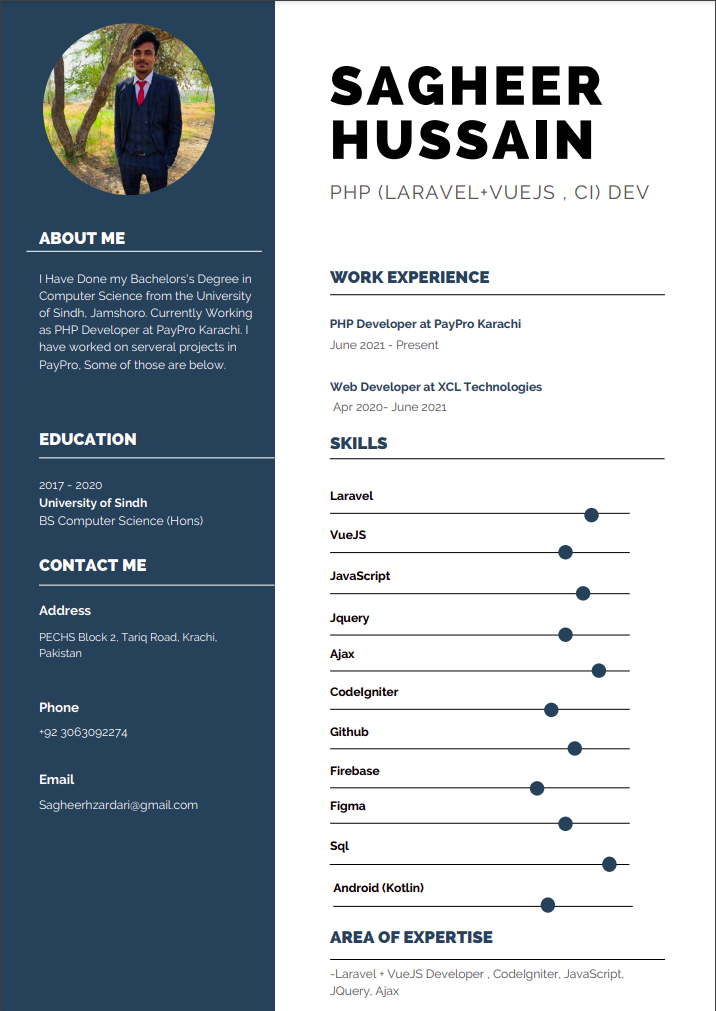 SAGHEER
HUSSAIN
PHP (LARAVEL+VUEJS , CI) DEV
ABOUT ME
I Have Done my Bachelors's Degree in
Computer Science from the University
of Sindh, Jamshoro. Currently Working
as PHP Developer at PayPro Karachi. I
have worked on serveral projects in
PayPro, Some of those are below.
EDUCATION
2017 - 2020
University of Sindh
BS Computer Science (Hons)
CONTACT ME
Address
PECHS Block 2, Tariq Road, Krachi,
Pakistan
Phone
+92 3063092274
Email
Sagheerhzardari@gmail.com
WORK EXPERIENCE
PHP Developer at PayPro Karachi
June 2021 - Present
Web Developer at XCL Technologies
Apr 2020- June 2021
SKILLS
Laravel
VueJS
JavaScript
Jquery
Ajax
CodeIgniter
Github
Firebase
Figma
Sql
Android (Kotlin)
AREA OF EXPERTISE
-Laravel + VueJS Developer , CodeIgniter, JavaScript,
JQuery, Ajax